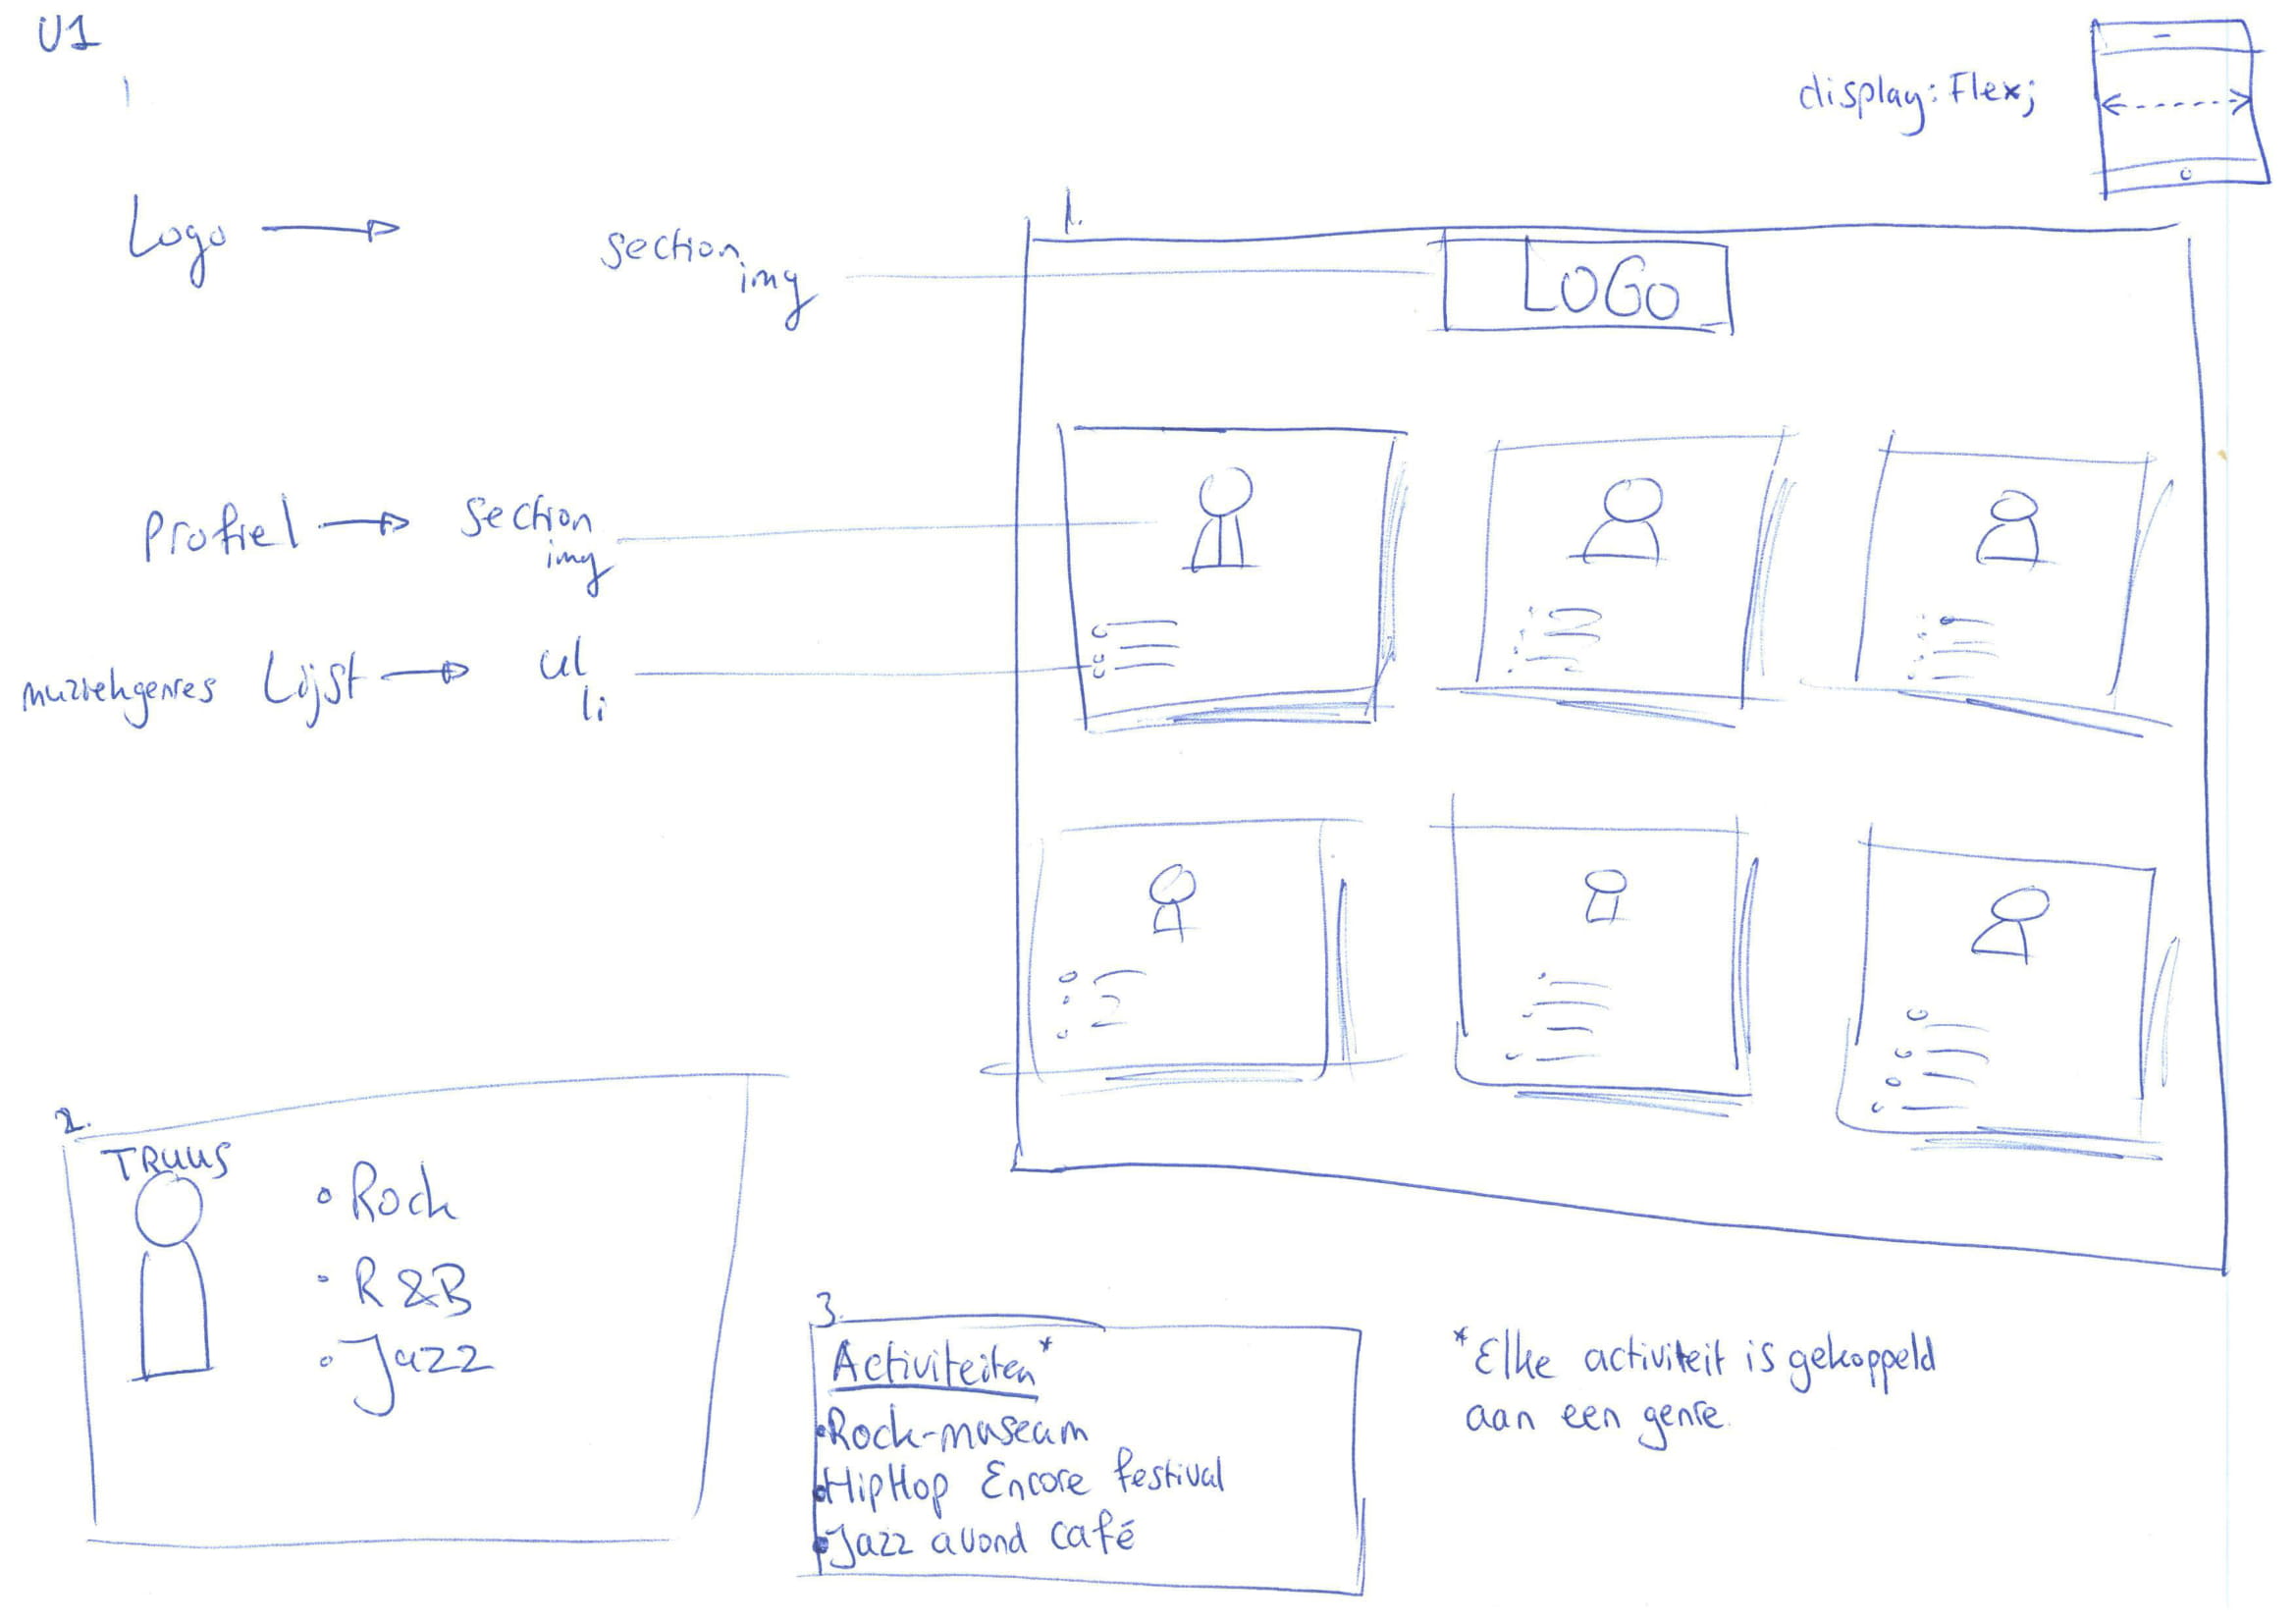 U1
display: Flex;
Logo
section
img
1.
LOGO
Profiel
section
img
muziekgenres Lijst
ul
li
2.
TRUUS
Rock
R&B
Jazz
3.
Activiteiten*
Rock-museum
HipHop Encore festival
Jazz avond café
*Elke activiteit is gekoppeld
aan een genre.